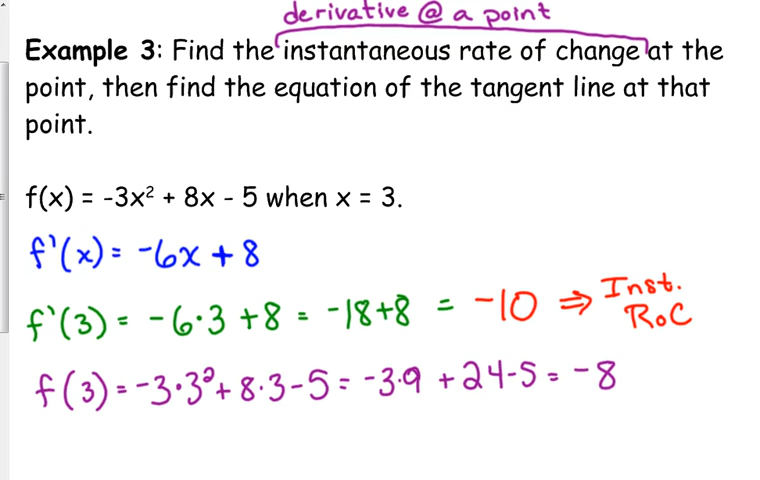 derivative @ a point
Example 3: Find the instantaneous rate of change at the
point, then find the equation of the tangent line at that
point.
f(x) = -3x² + 8x - 5 when x = 3.
f'(x) = -6x + 8
f'(3) = -6·3 +8 = -18+8 = -10 ⇒ Inst. RoC
f(3) = -3·3² + 8·3-5 = -3·9 + 24-5 = -8